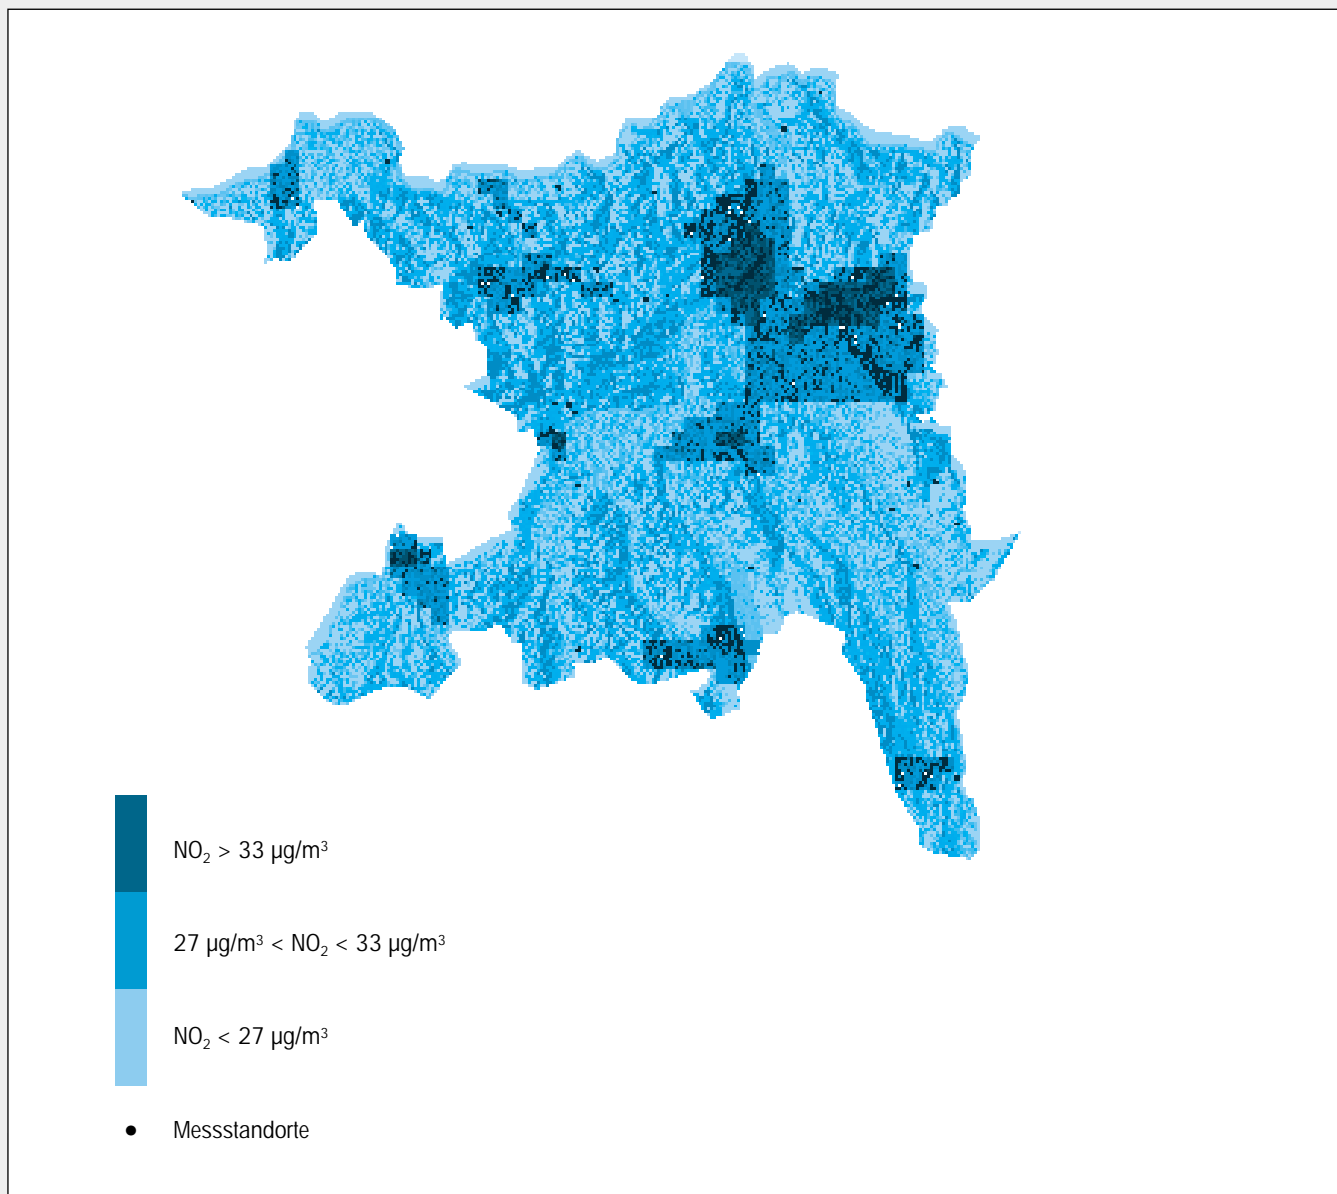 NO₂ > 33 µg/m³
27 µg/m³ < NO₂ < 33 µg/m³
NO₂ < 27 µg/m³
Messstandorte